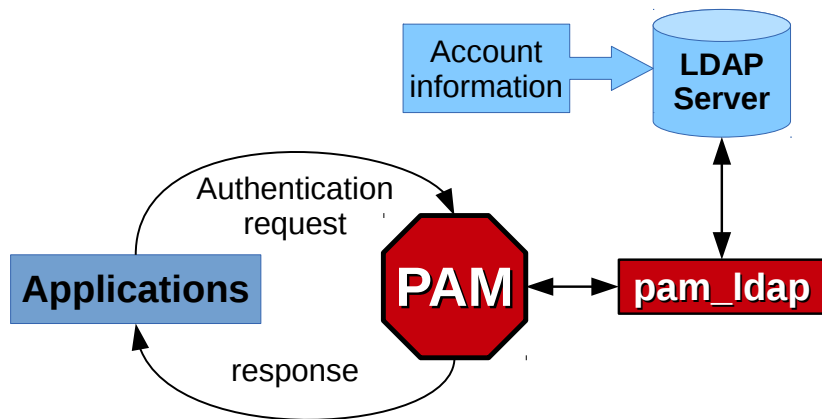 Account
information
LDAP
Server
Authentication
request
Applications
PAM
pam_ldap
response